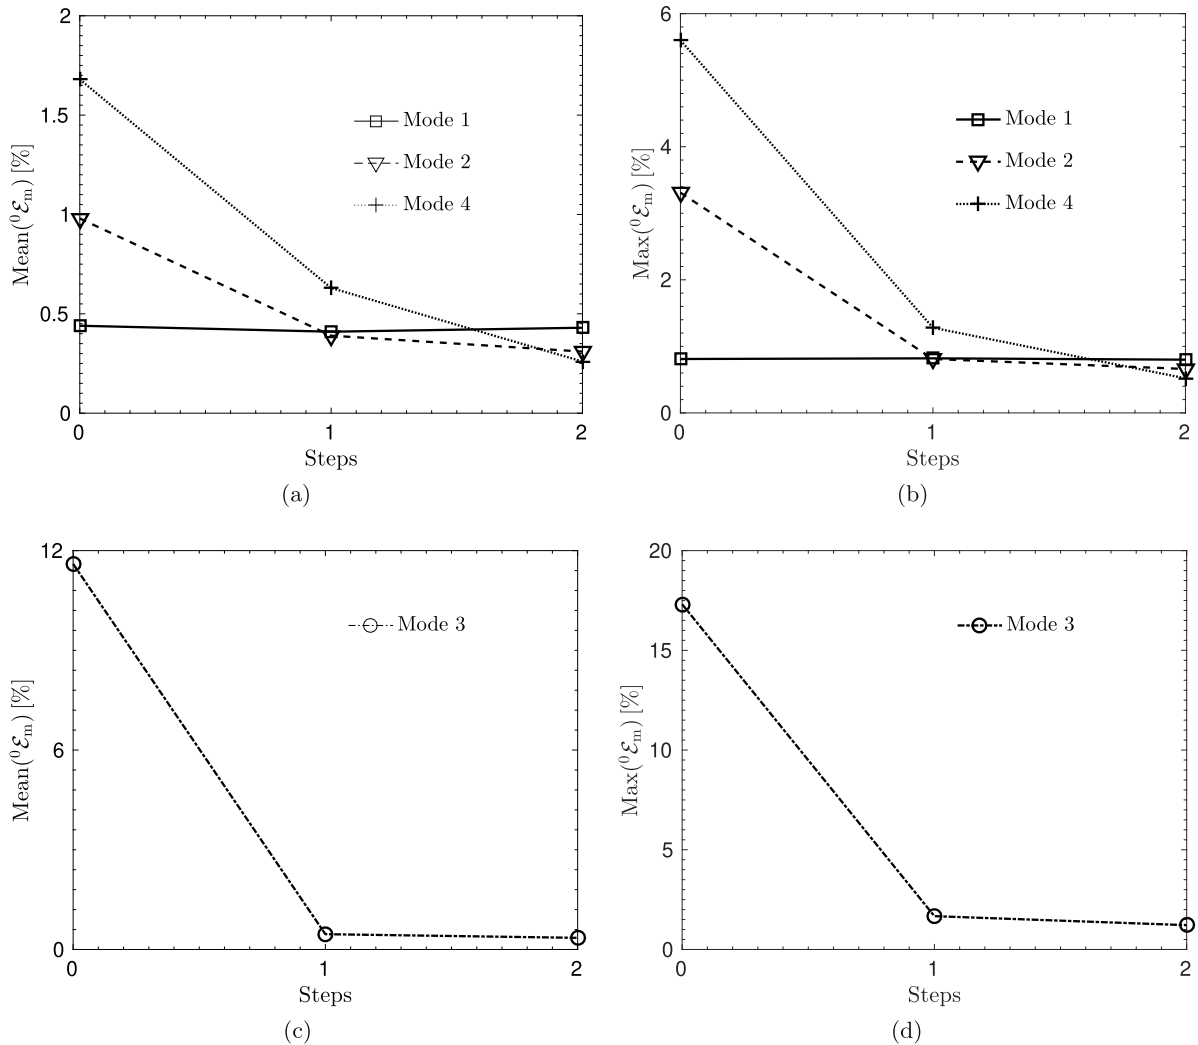 2
1.5
1
0.5
0
Mean(⁰ℰₘ) [%]
Mode 1
Mode 2
Mode 4
0 1 2
Steps
(a)
6
4
2
0
Max(⁰ℰₘ) [%]
Mode 1
Mode 2
Mode 4
0 1 2
Steps
(b)
12
6
0
Mean(⁰ℰₘ) [%]
Mode 3
0 1 2
Steps
(c)
20
15
10
5
0
Max(⁰ℰₘ) [%]
Mode 3
0 1 2
Steps
(d)